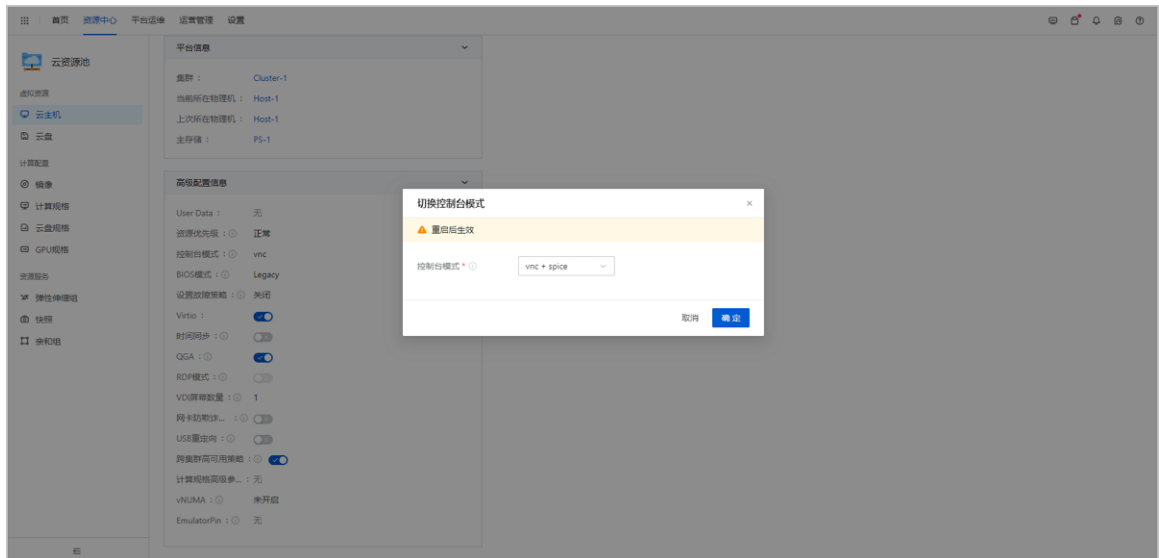 首页 资源中心 平台运维 运营管理 设置
云资源池
虚拟资源
云主机
云盘
计算配置
镜像
计算规格
云盘规格
GPU规格
资源服务
弹性伸缩组
快照
亲和组
平台信息
集群： Cluster-1
当前所在物理机： Host-1
上次所在物理机： Host-1
主存储： PS-1
高级配置信息
User Data： 无
资源优先级： 正常
控制台模式： vnc
BIOS模式： Legacy
设置故障策略： 关闭
Virtio：
时间同步：
QGA：
RDP模式：
VDI屏幕数量： 1
网卡防欺诈...：
USB重定向：
跨集群高可用策略：
计算规格高级参...： 无
vNUMA： 未开启
EmulatorPin： 无
切换控制台模式
重启后生效
控制台模式 * vnc + spice
取消 确定